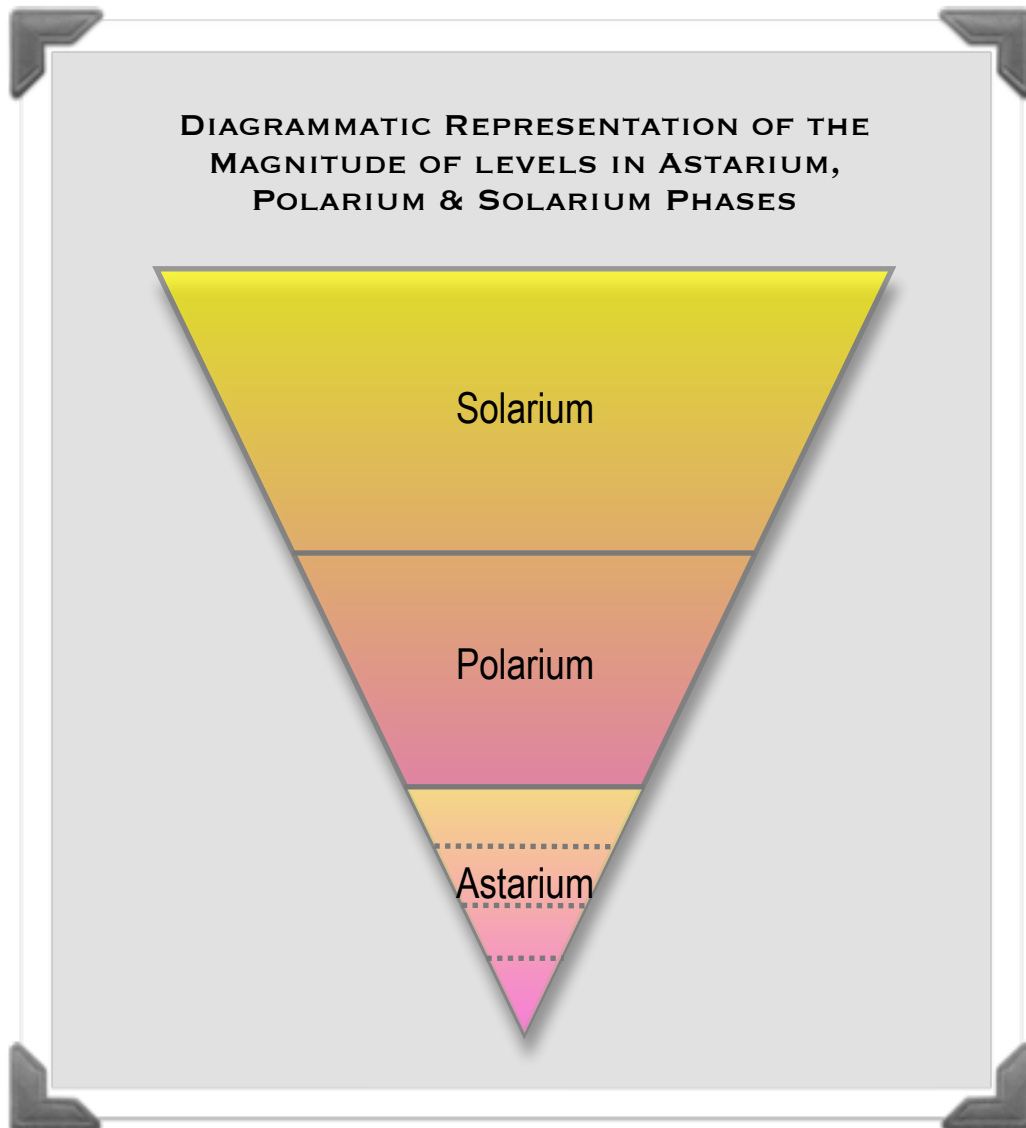 Diagrammatic Representation of the
Magnitude of levels in Astarium,
Polarium & Solarium Phases
Solarium
Polarium
Astarium